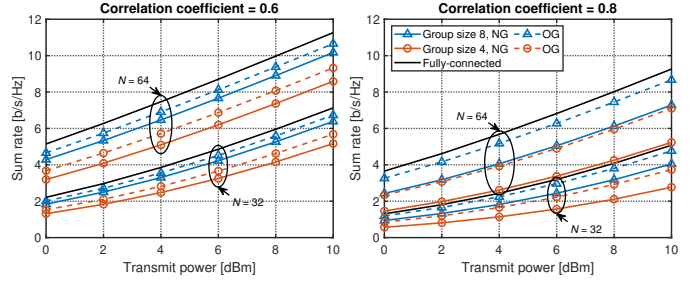 Correlation coefficient = 0.6
12
10
8
6
4
2
0
Sum rate [b/s/Hz]
N = 64
N = 32
0 2 4 6 8 10
Transmit power [dBm]
Correlation coefficient = 0.8
12
10
8
6
4
2
0
Sum rate [b/s/Hz]
Group size 8, NG OG
Group size 4, NG OG
Fully-connected
N = 64
N = 32
0 2 4 6 8 10
Transmit power [dBm]